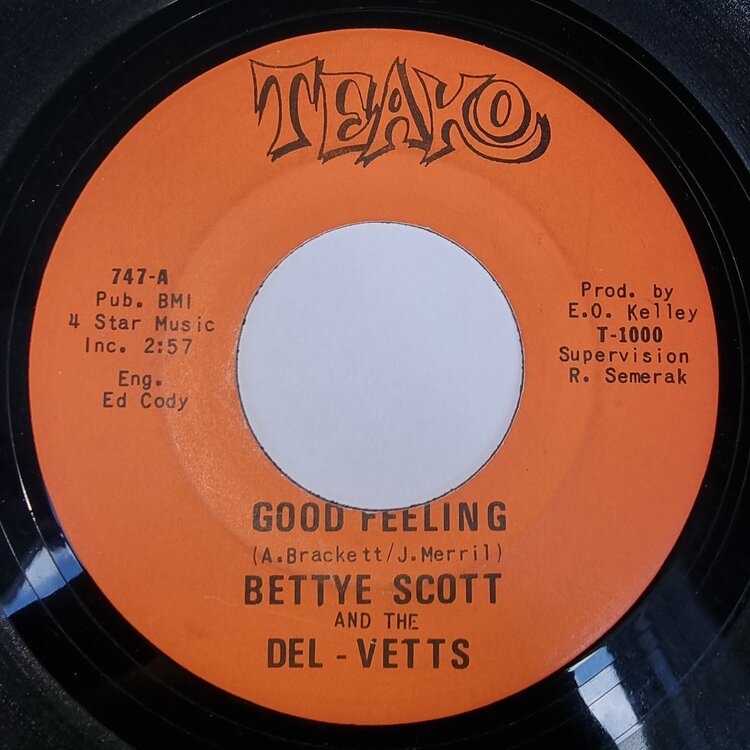 TEAKO
747-A
Pub. BMI
4 Star Music
Inc. 2:57
Eng.
Ed Cody
Prod. by
E.O. Kelley
T-1000
Supervision
R. Semerak
GOOD FEELING
(A.Brackett/J.Merril)
BETTYE SCOTT
AND THE
DEL-VETTS